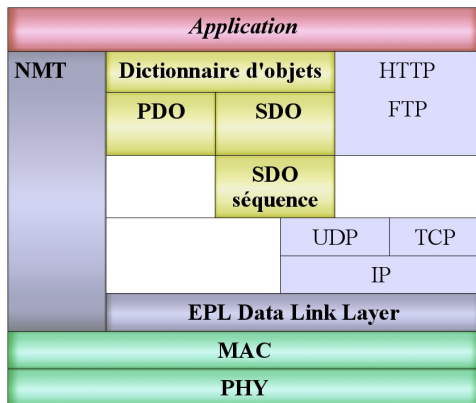 Application
NMT
Dictionnaire d'objets
HTTP
PDO
SDO
FTP
SDO
séquence
UDP
TCP
IP
EPL Data Link Layer
MAC
PHY